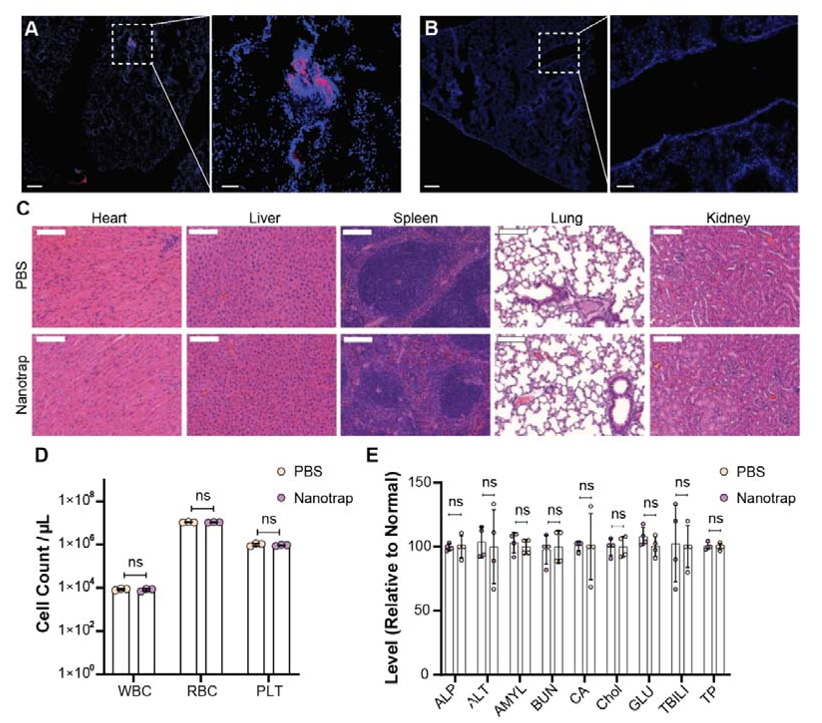 A
B
C
Heart Liver Spleen Lung Kidney
PBS
Nanotrap
D
PBS
Nanotrap
Cell Count / µL
1×10⁸
1×10⁶
1×10⁴
1×10²
1×10⁰
ns ns ns
WBC RBC PLT
E
PBS
Nanotrap
Level (Relative to Normal)
150
100
50
0
ns ns ns ns ns ns ns ns ns
ALP ALT AMYL BUN CA Chol GLU TBILI TP